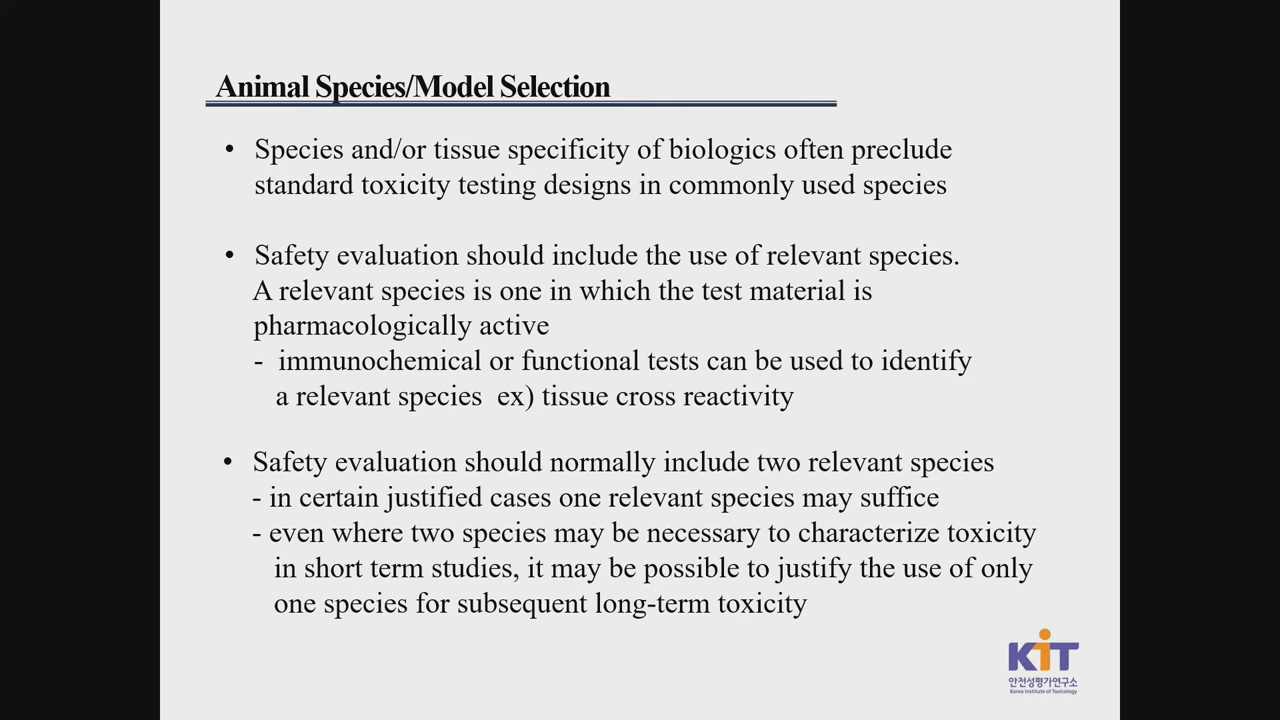 Animal Species/Model Selection
• Species and/or tissue specificity of biologics often preclude
standard toxicity testing designs in commonly used species
• Safety evaluation should include the use of relevant species.
A relevant species is one in which the test material is
pharmacologically active
- immunochemical or functional tests can be used to identify
a relevant species ex) tissue cross reactivity
• Safety evaluation should normally include two relevant species
- in certain justified cases one relevant species may suffice
- even where two species may be necessary to characterize toxicity
in short term studies, it may be possible to justify the use of only
one species for subsequent long-term toxicity
KiT
안전성평가연구소
Korea Institute of Toxicology